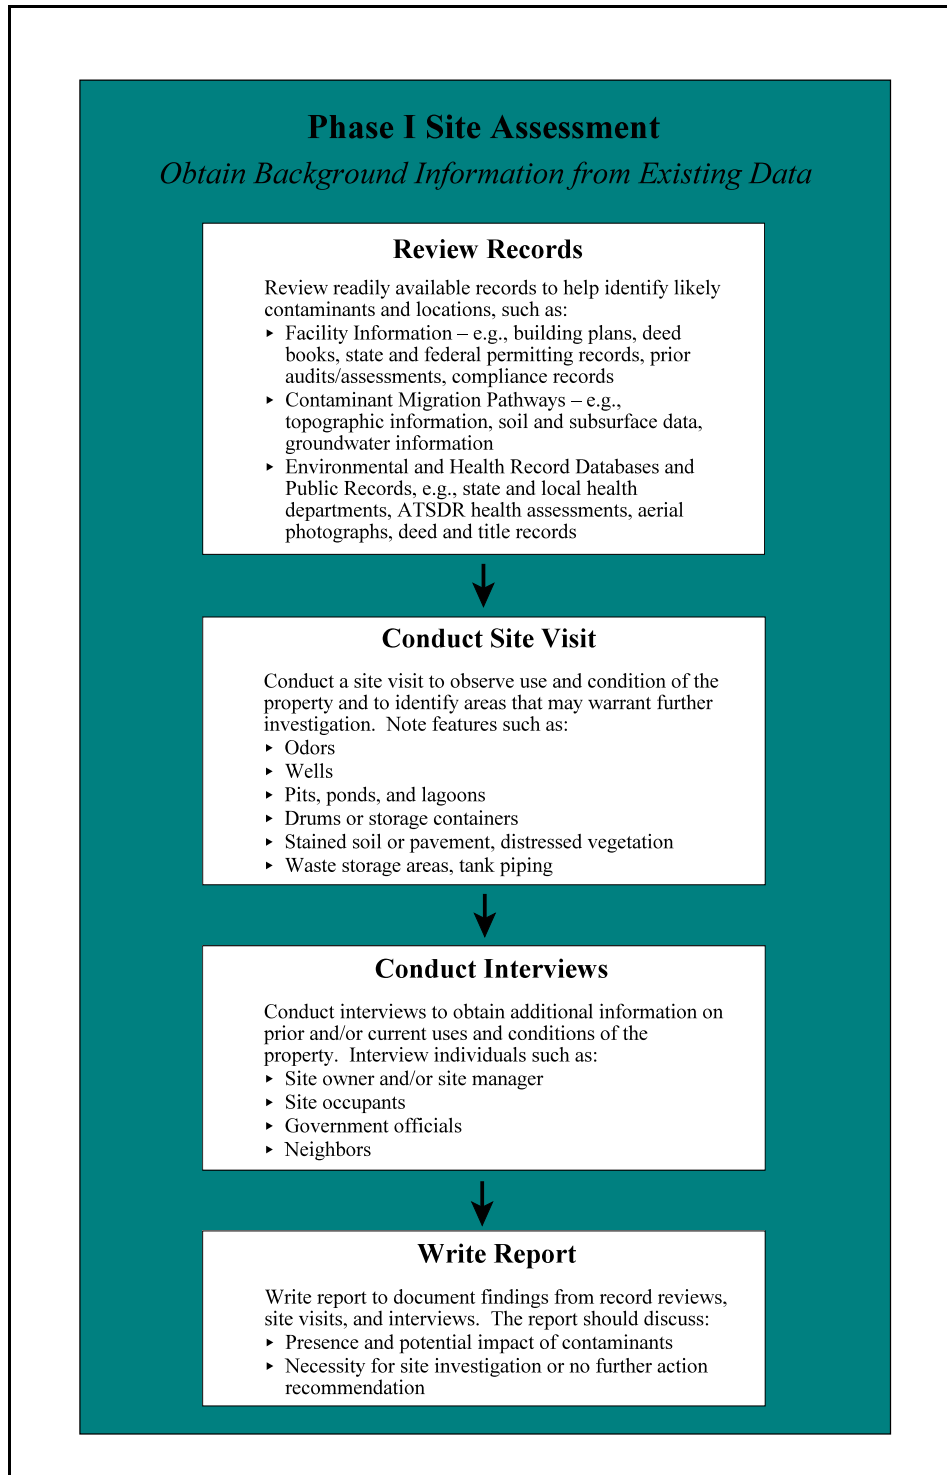 Phase I Site Assessment
Obtain Background Information from Existing Data
Review Records
Review readily available records to help identify likely
contaminants and locations, such as:
‣ Facility Information – e.g., building plans, deed
books, state and federal permitting records, prior
audits/assessments, compliance records
‣ Contaminant Migration Pathways – e.g.,
topographic information, soil and subsurface data,
groundwater information
‣ Environmental and Health Record Databases and
Public Records, e.g., state and local health
departments, ATSDR health assessments, aerial
photographs, deed and title records
Conduct Site Visit
Conduct a site visit to observe use and condition of the
property and to identify areas that may warrant further
investigation.  Note features such as:
‣ Odors
‣ Wells
‣ Pits, ponds, and lagoons
‣ Drums or storage containers
‣ Stained soil or pavement, distressed vegetation
‣ Waste storage areas, tank piping
Conduct Interviews
Conduct interviews to obtain additional information on
prior and/or current uses and conditions of the
property.  Interview individuals such as:
‣ Site owner and/or site manager
‣ Site occupants
‣ Government officials
‣ Neighbors
Write Report
Write report to document findings from record reviews,
site visits, and interviews.  The report should discuss:
‣ Presence and potential impact of contaminants
‣ Necessity for site investigation or no further action
recommendation